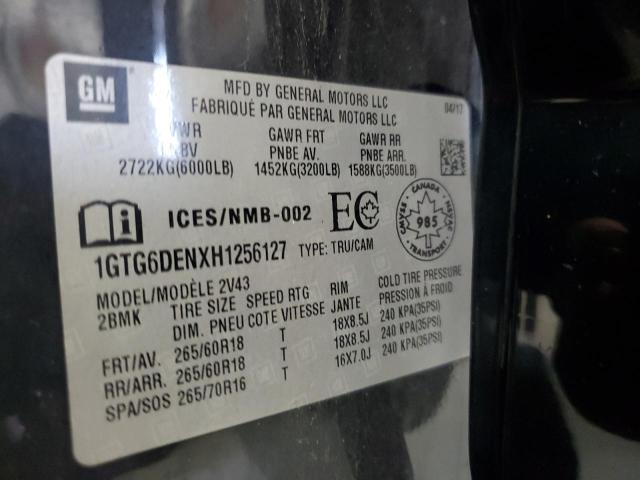 GM
MFD BY GENERAL MOTORS LLC
FABRIQUÉ PAR GENERAL MOTORS LLC
04/17
GAWR FRT GAWR RR
PNBE AV. PNBE ARR.
2722KG(6000LB) 1452KG(3200LB) 1588KG(3500LB)
ICES/NMB-002 EC
CANADA
985
TRANSPORT
1GTG6DENXH1256127 TYPE: TRU/CAM
MODEL/MODÈLE 2V43
2BMK TIRE SIZE SPEED RTG RIM COLD TIRE PRESSURE
DIM. PNEU COTE VITESSE JANTE PRESSION À FROID
FRT/AV. 265/60R18 T 18X8.5J 240 KPA(35PSI)
RR/ARR. 265/60R18 T 18X8.5J 240 KPA(35PSI)
SPA/SOS 265/70R16 T 16X7.0J 240 KPA(35PSI)